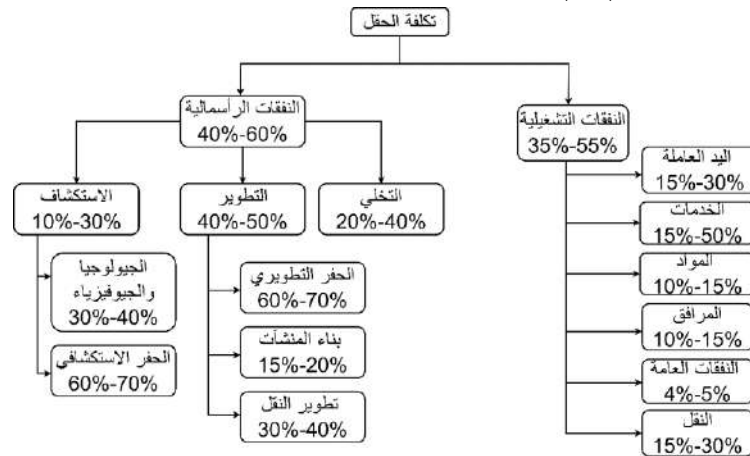 تكلفة الحقل
النفقات الرأسمالية
40%-60%
النفقات التشغيلية
35%-55%
الاستكشاف
10%-30%
التطوير
40%-50%
التخلي
20%-40%
الجيولوجيا
والجيوفيزياء
30%-40%
الحفر الاستكشافي
60%-70%
الحفر التطويري
60%-70%
بناء المنشآت
15%-20%
تطوير النقل
30%-40%
اليد العاملة
15%-30%
الخدمات
15%-50%
المواد
10%-15%
المرافق
10%-15%
النفقات العامة
4%-5%
النقل
15%-30%